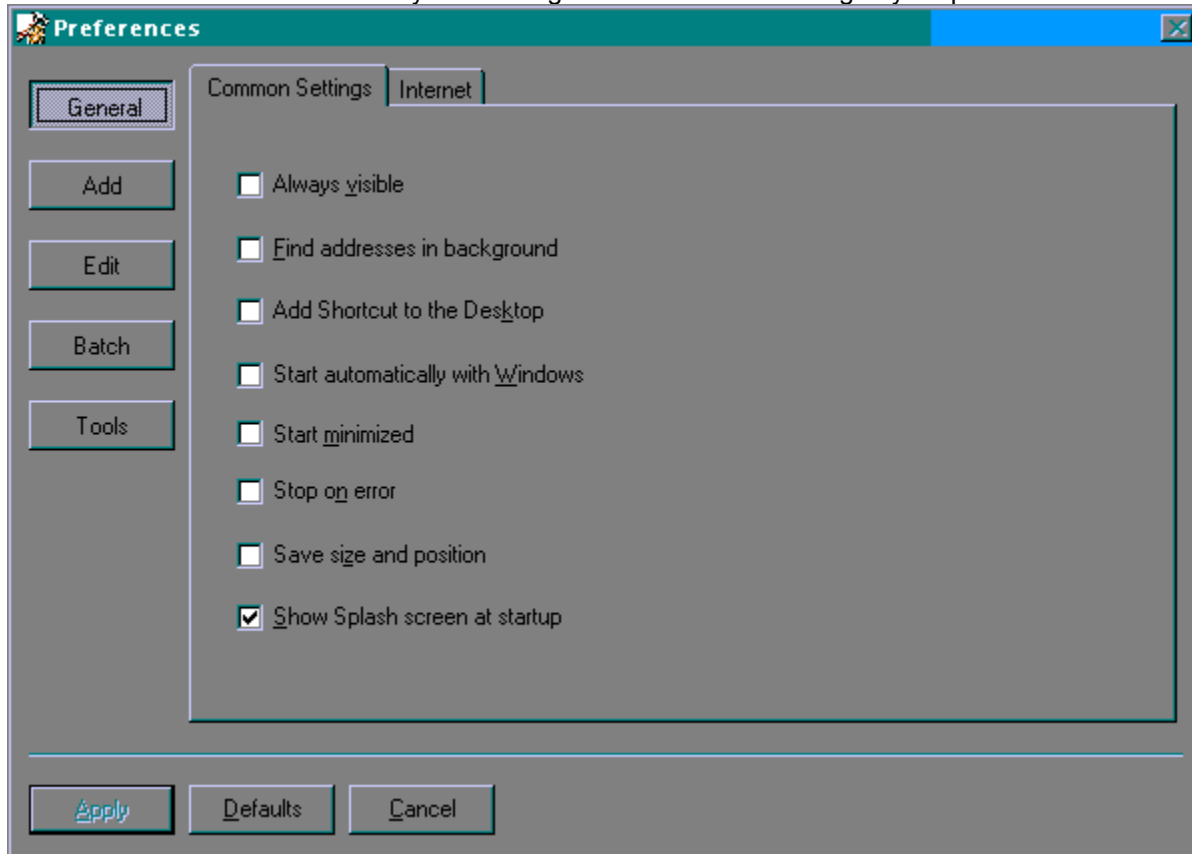 Preferences
Common Settings
Internet
General
Add
Edit
Batch
Tools
Always visible
Find addresses in background
Add Shortcut to the Desktop
Start automatically with Windows
Start minimized
Stop on error
Save size and position
Show Splash screen at startup
Apply
Defaults
Cancel